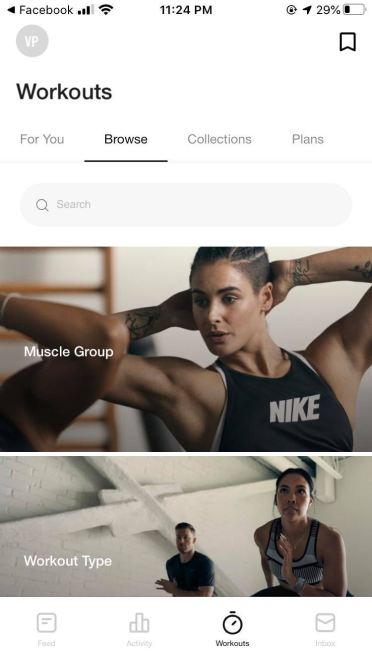 Facebook 11:24 PM 29%
VP
Workouts
For You Browse Collections Plans
Search
Muscle Group
NIKE
Workout Type
Feed Activity Workouts Inbox